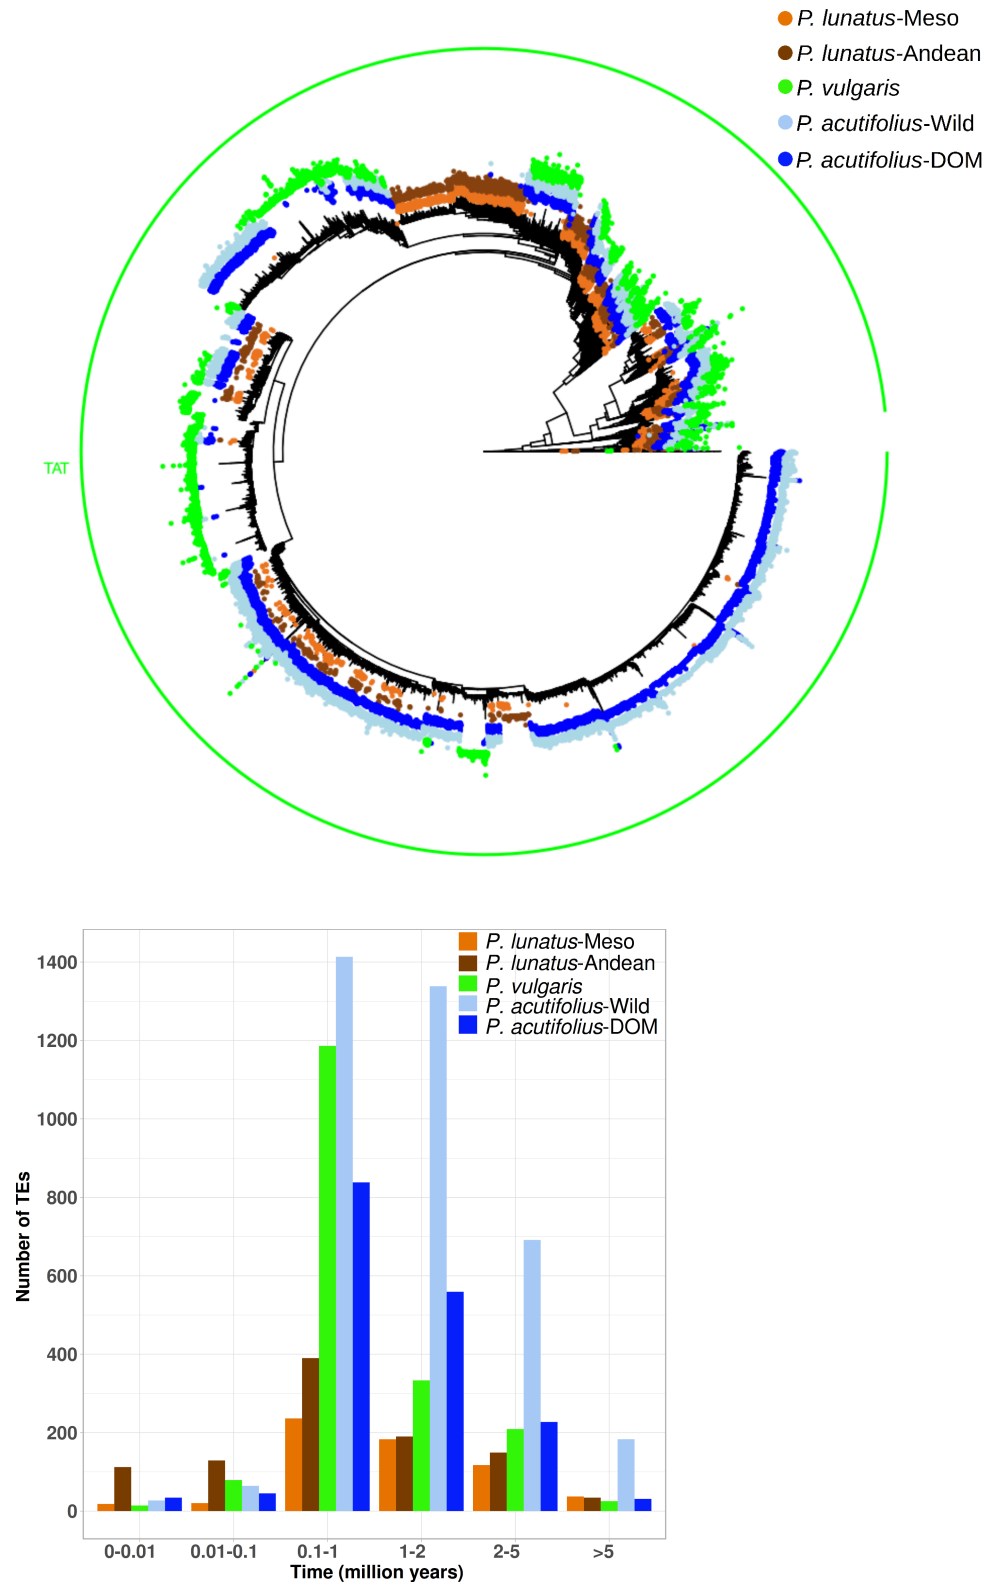 P. lunatus-Meso
P. lunatus-Andean
P. vulgaris
P. acutifolius-Wild
P. acutifolius-DOM
TAT
P. lunatus-Meso
P. lunatus-Andean
P. vulgaris
P. acutifolius-Wild
P. acutifolius-DOM
1400
1200
1000
800
600
400
200
0
Number of TEs
0-0.01 0.01-0.1 0.1-1 1-2 2-5 >5
Time (million years)